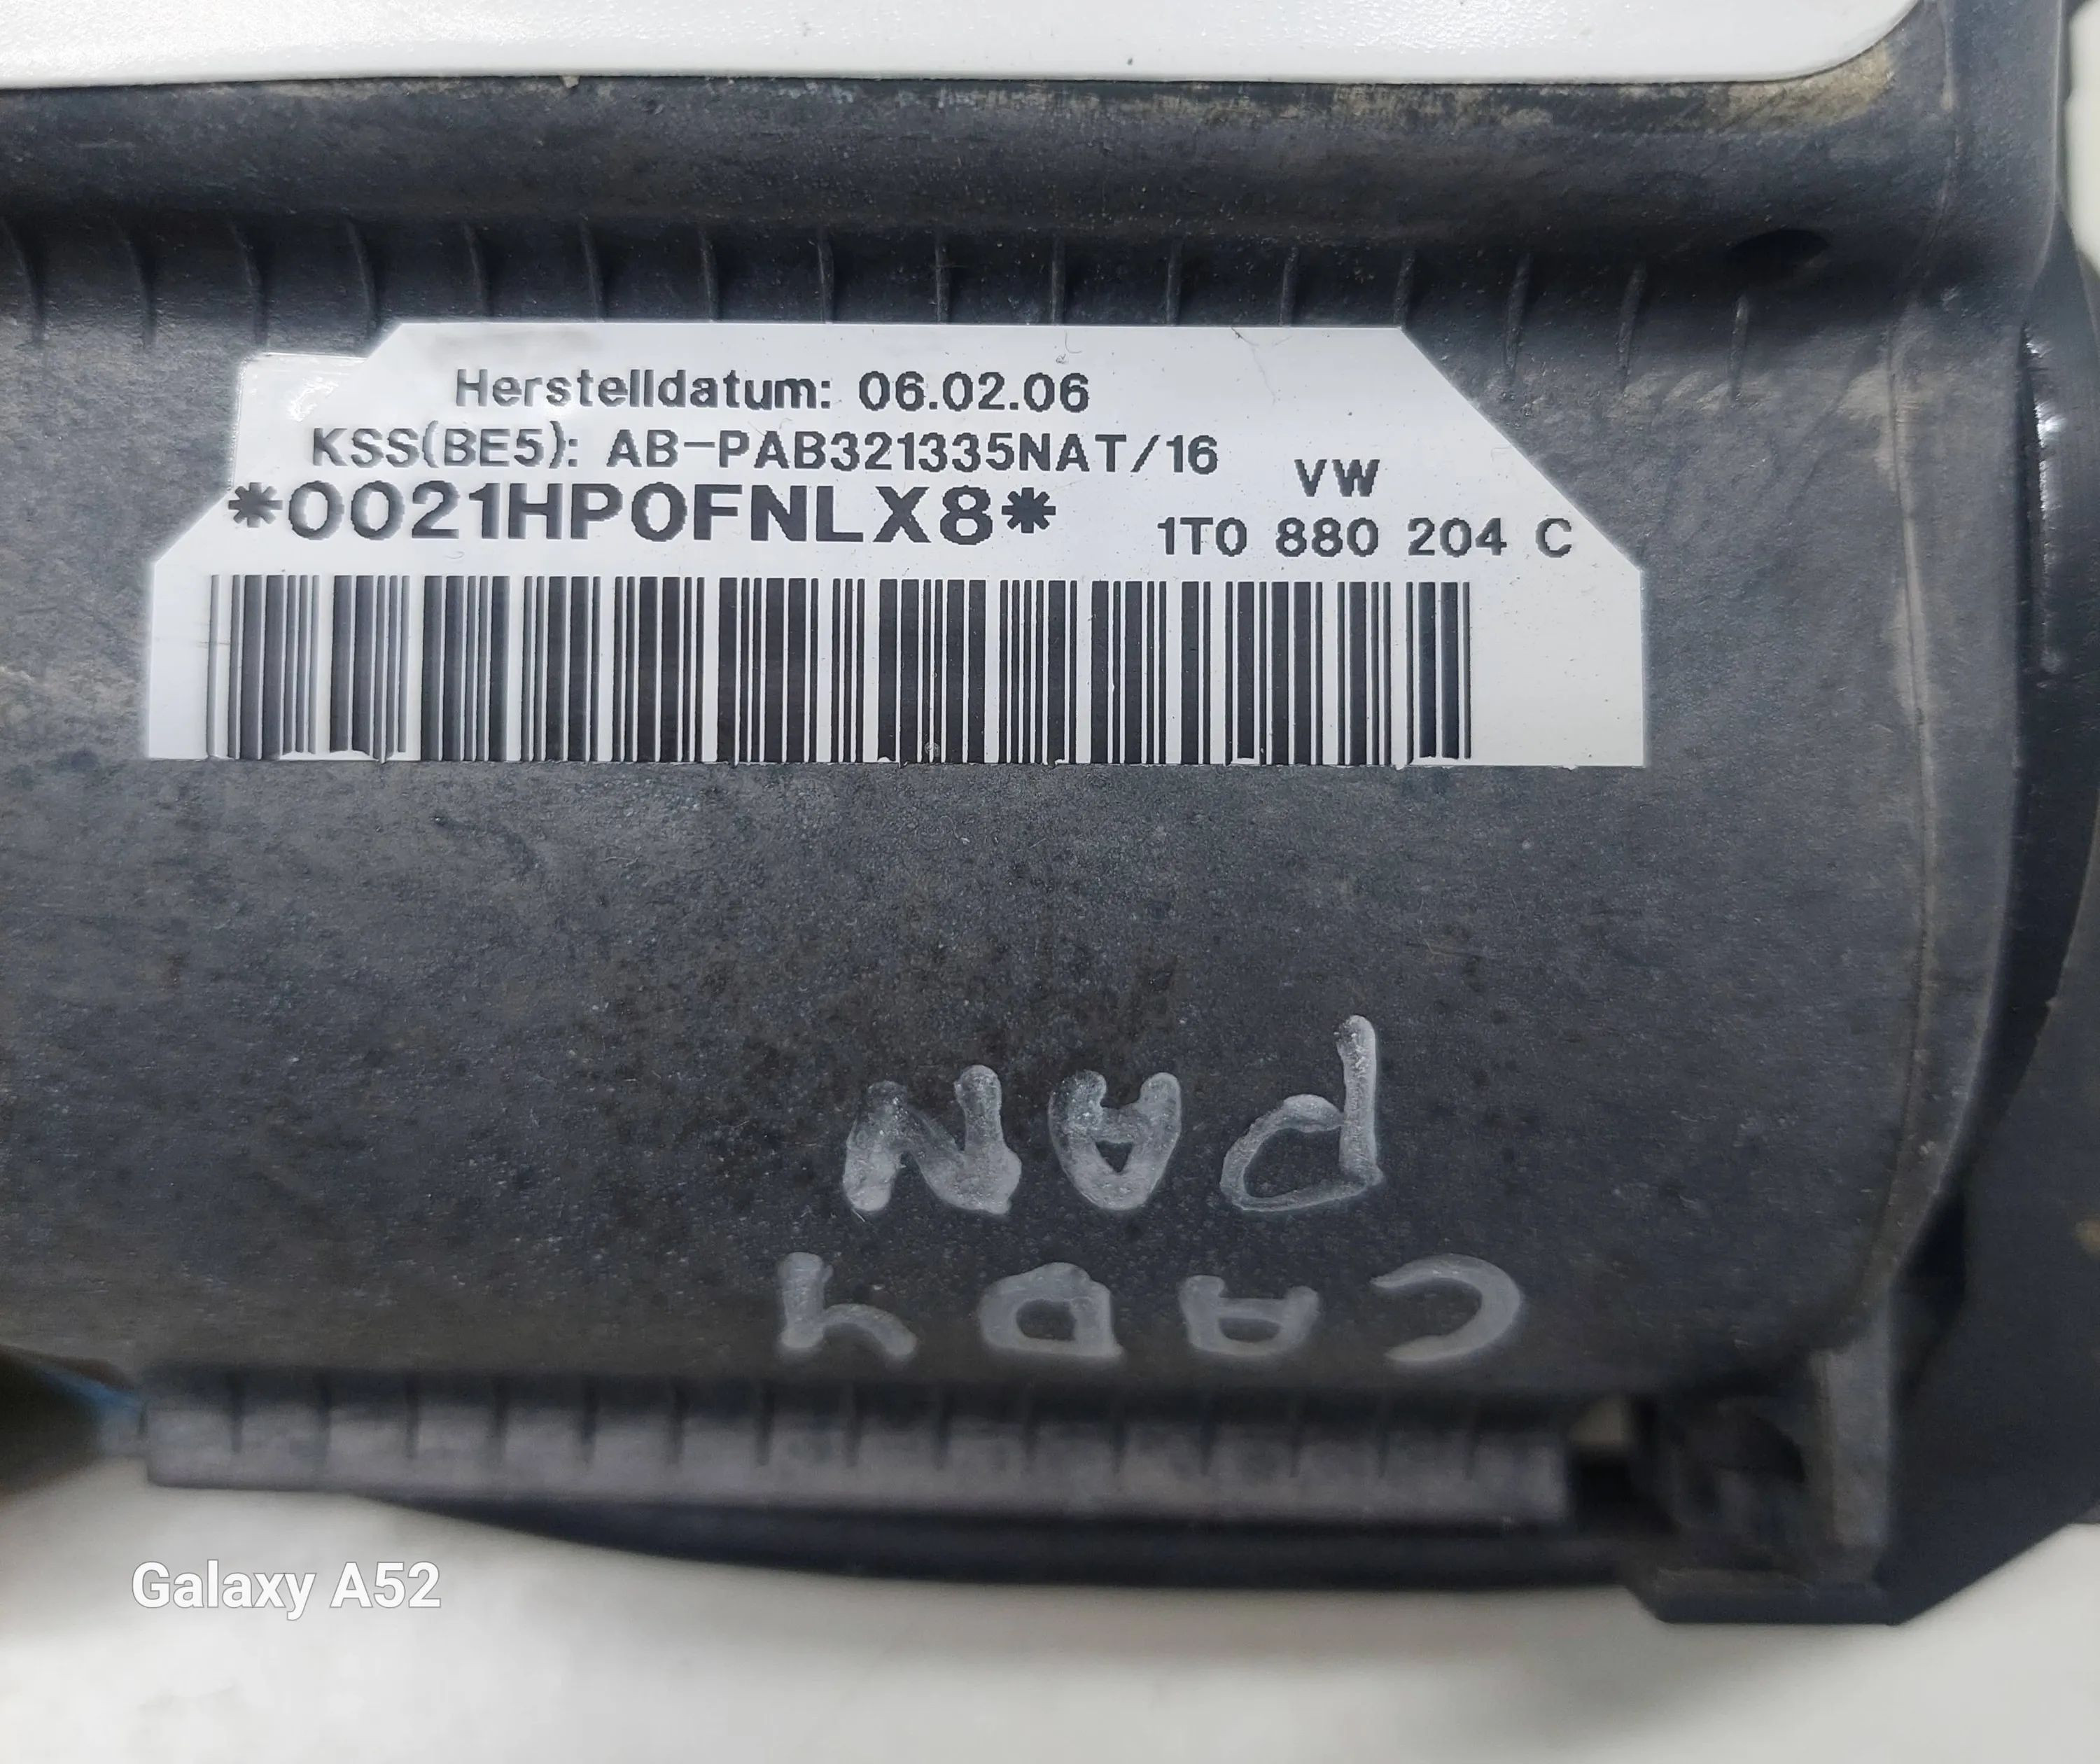 Herstelldatum: 06.02.06
KSS(BE5): AB-PAB321335NAT/16
*0021HP0FNLX8*
VW
1T0 880 204 C
CADY
PAN
Galaxy A52